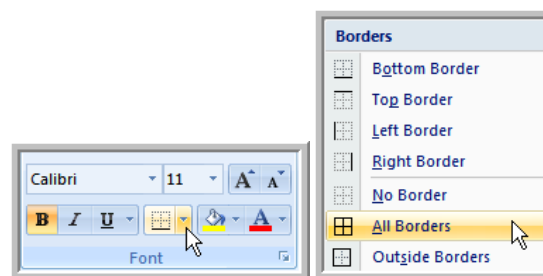 Borders
Bottom Border
Top Border
Left Border
Right Border
No Border
All Borders
Outside Borders
Calibri 11 A A
B I U A
Font